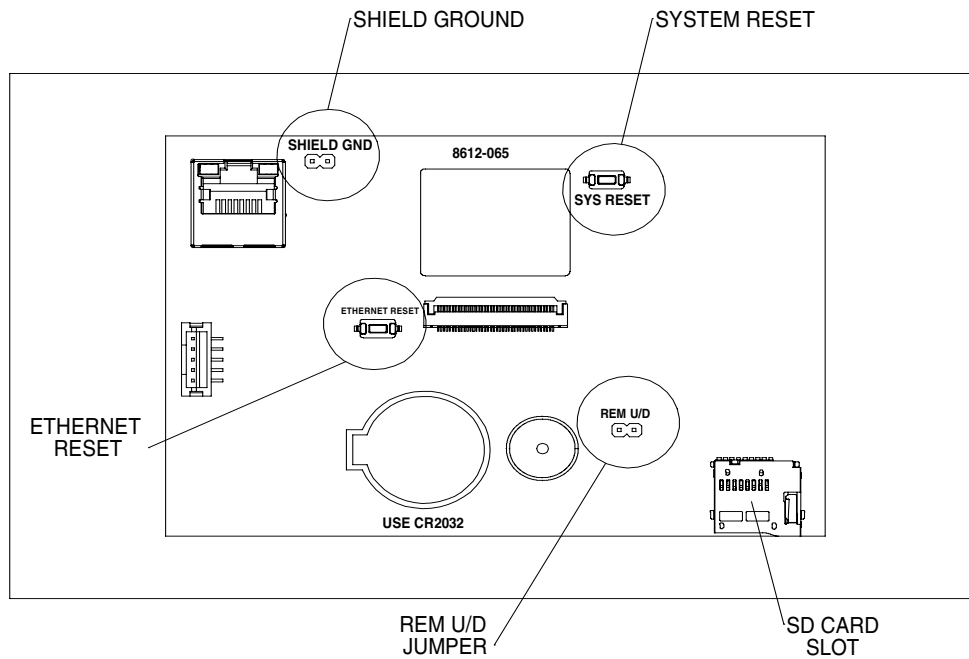 SHIELD GROUND
SYSTEM RESET
SHIELD GND
8612-065
SYS RESET
ETHERNET RESET
ETHERNET
RESET
REM U/D
USE CR2032
REM U/D
JUMPER
SD CARD
SLOT